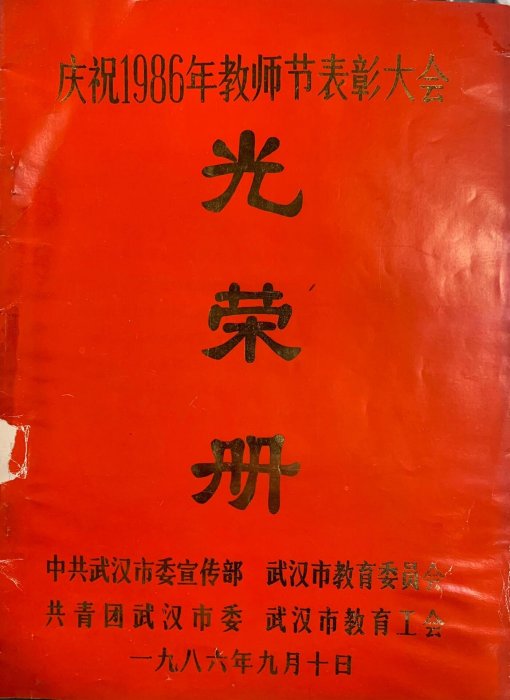 庆祝1986年教师节表彰大会
光
荣
册
中共武汉市委宣传部 武汉市教育委员会
共青团武汉市委 武汉市教育工会
一九八六年九月十日